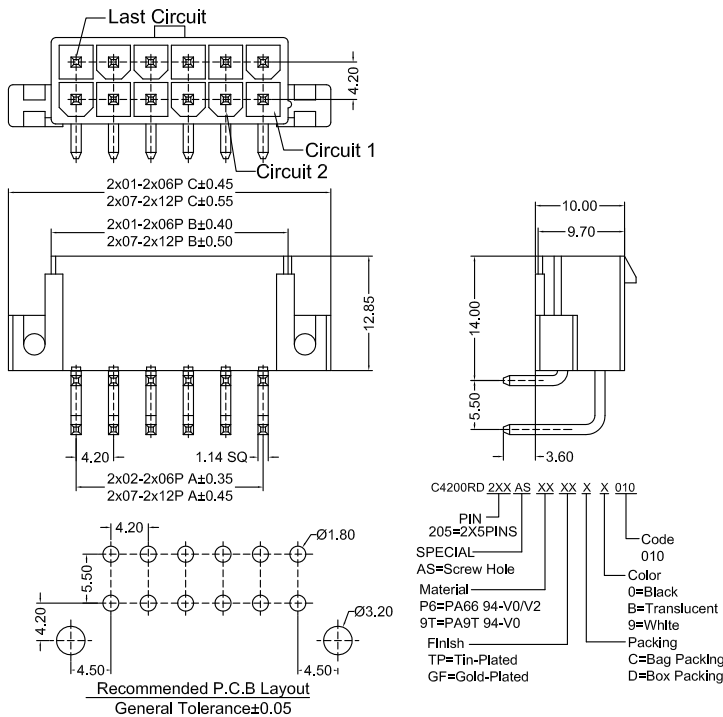 Last Circuit
4.20
Circuit 1
Circuit 2
2x01-2x06P C±0.45
2x07-2x12P C±0.55
2x01-2x06P B±0.40
2x07-2x12P B±0.50
12.85
4.20
1.14 SQ
2x02-2x06P A±0.35
2x07-2x12P A±0.45
10.00
9.70
14.00
5.50
3.60
4.20
Ø1.80
5.50
4.20
Ø3.20
4.50
4.50
Recommended P.C.B Layout
General Tolerance±0.05
C4200RD 2XX AS XX XX X X 010
PIN
205=2X5PINS
SPECIAL
AS=Screw Hole
Material
P6=PA66 94-V0/V2
9T=PA9T 94-V0
Finish
TP=Tin-Plated
GF=Gold-Plated
Code
010
Color
0=Black
B=Translucent
9=White
Packing
C=Bag Packing
D=Box Packing